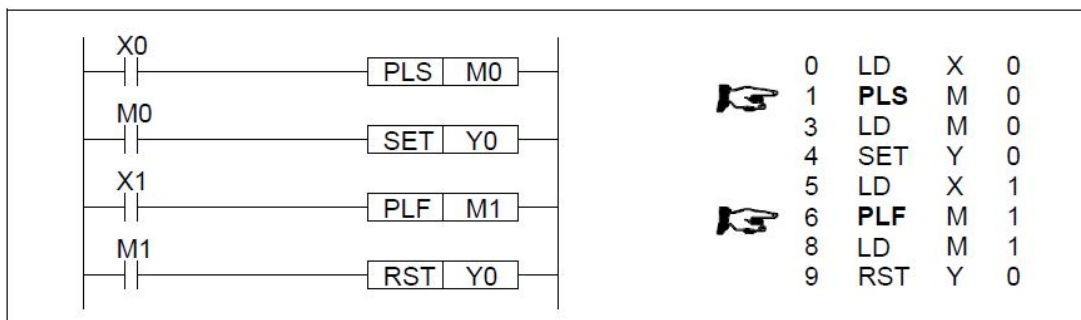 X0
PLS M0
M0
SET Y0
X1
PLF M1
M1
RST Y0
0 LD X 0
1 PLS M 0
3 LD M 0
4 SET Y 0
5 LD X 1
6 PLF M 1
8 LD M 1
9 RST Y 0